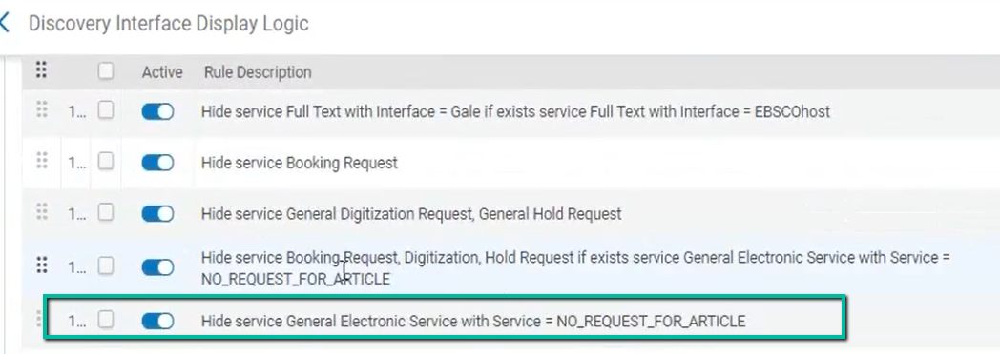 Discovery Interface Display Logic
Active Rule Description
1... Hide service Full Text with Interface = Gale if exists service Full Text with Interface = EBSCOhost
1... Hide service Booking Request
1... Hide service General Digitization Request, General Hold Request
1... Hide service Booking Request, Digitization, Hold Request if exists service General Electronic Service with Service =
NO_REQUEST_FOR_ARTICLE
1... Hide service General Electronic Service with Service = NO_REQUEST_FOR_ARTICLE